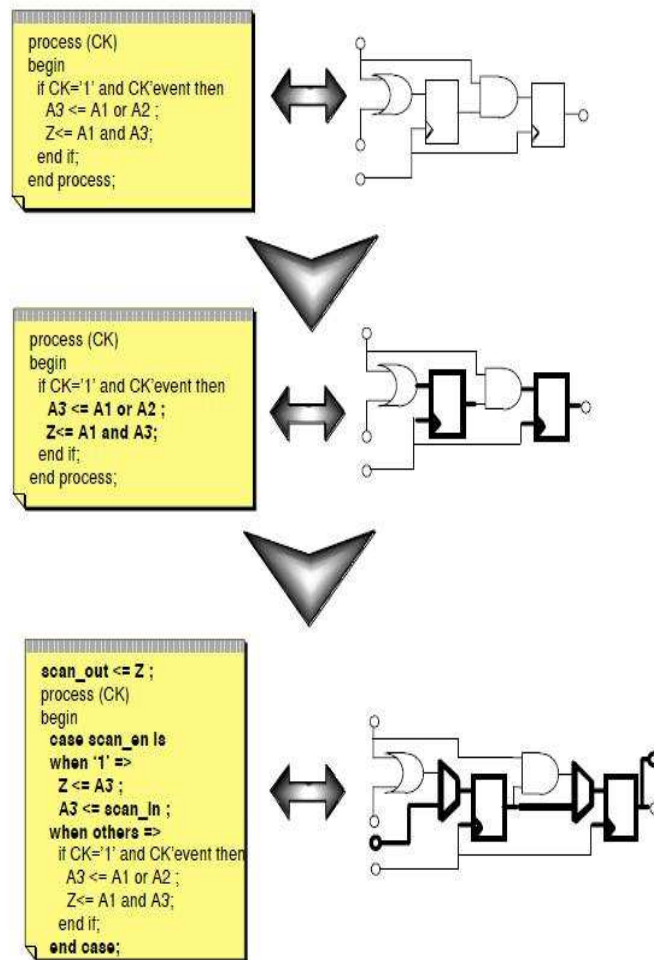 process (CK)
begin
if CK='1' and CK'event then
A3 <= A1 or A2 ;
Z<= A1 and A3;
end if;
end process;
process (CK)
begin
if CK='1' and CK'event then
A3 <= A1 or A2 ;
Z<= A1 and A3;
end if;
end process;
scan_out <= Z ;
process (CK)
begin
case scan_en is
when ‘1’ =>
Z <= A3 ;
A3 <= scan_in ;
when others =>
if CK='1' and CK'event then
A3 <= A1 or A2 ;
Z<= A1 and A3;
end if;
end case;